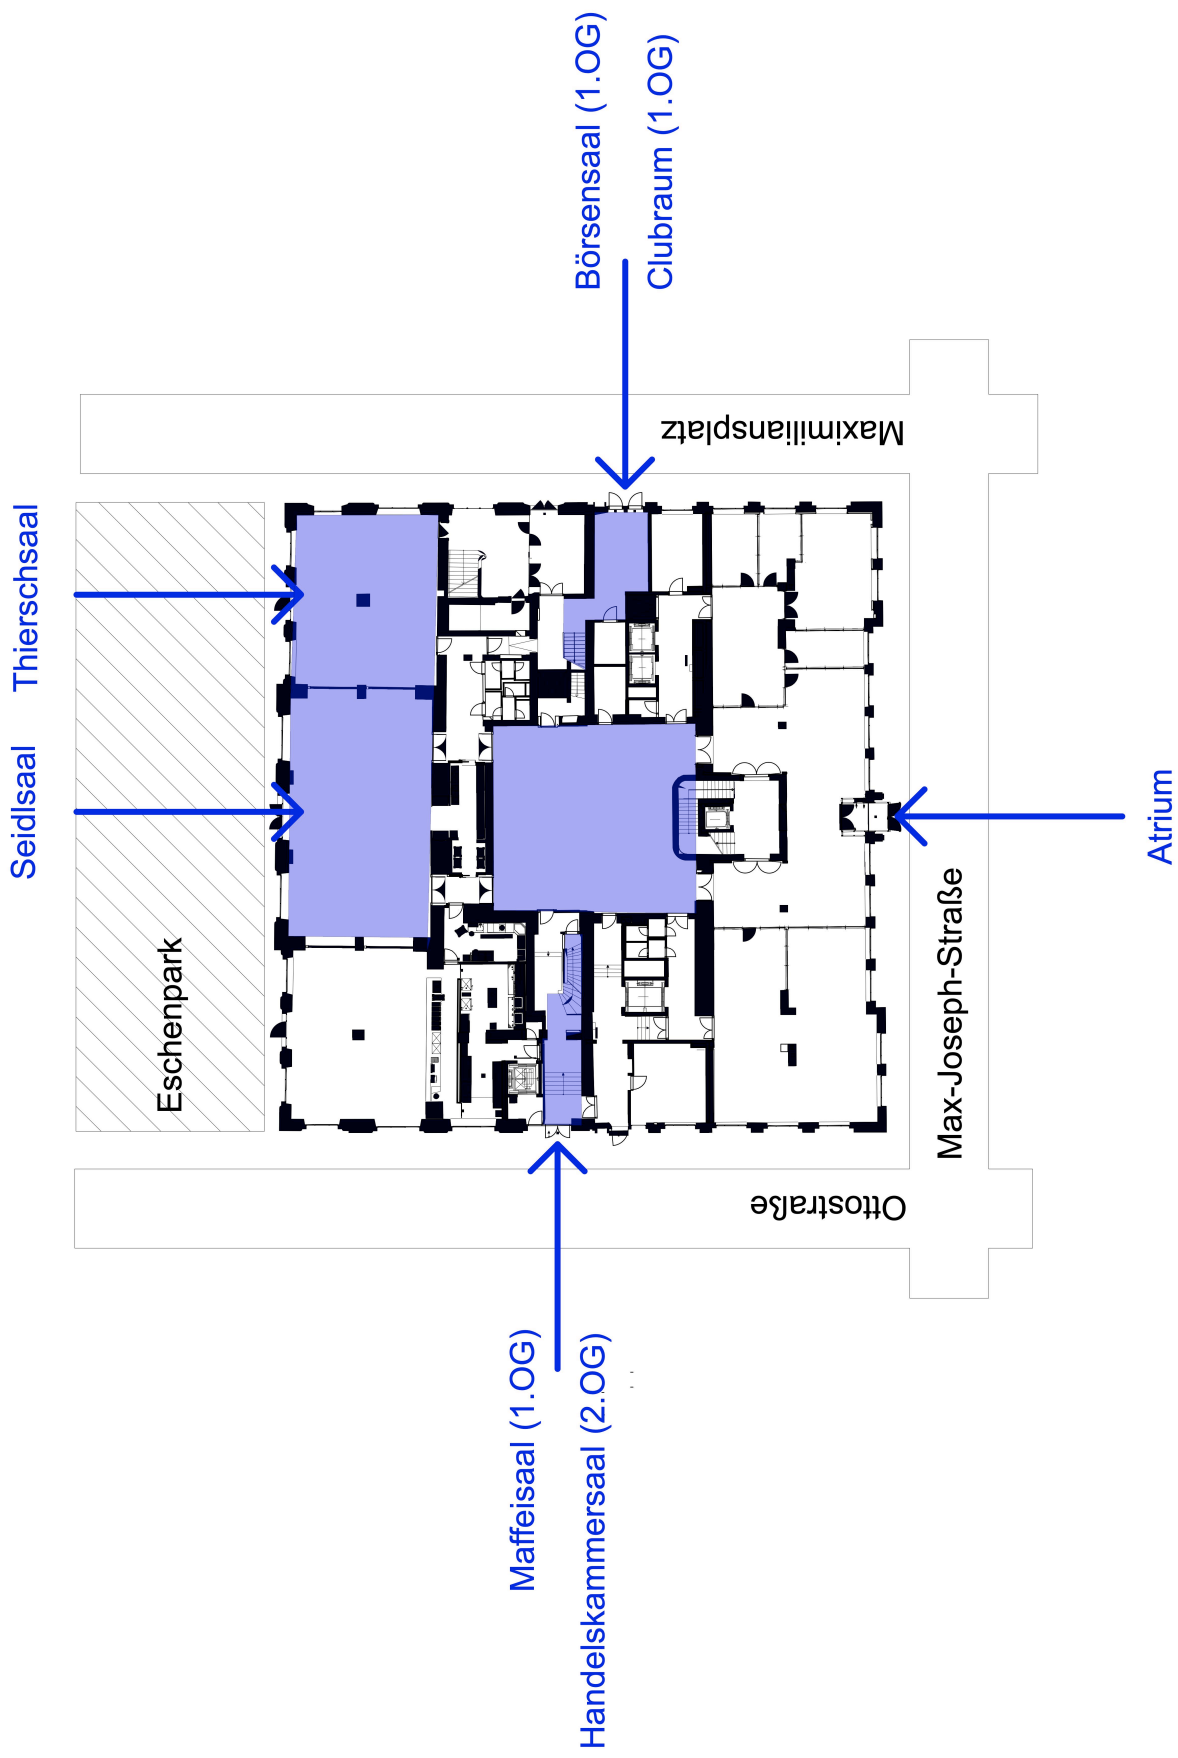 Börsensaal (1.OG)
Clubraum (1.OG)
Maximiliansplatz
Thierschsaal
Seidlsaal
Eschenpark
Atrium
Max-Joseph-Straße
Ottostraße
Maffeisaal (1.OG)
Handelskammersaal (2.OG)